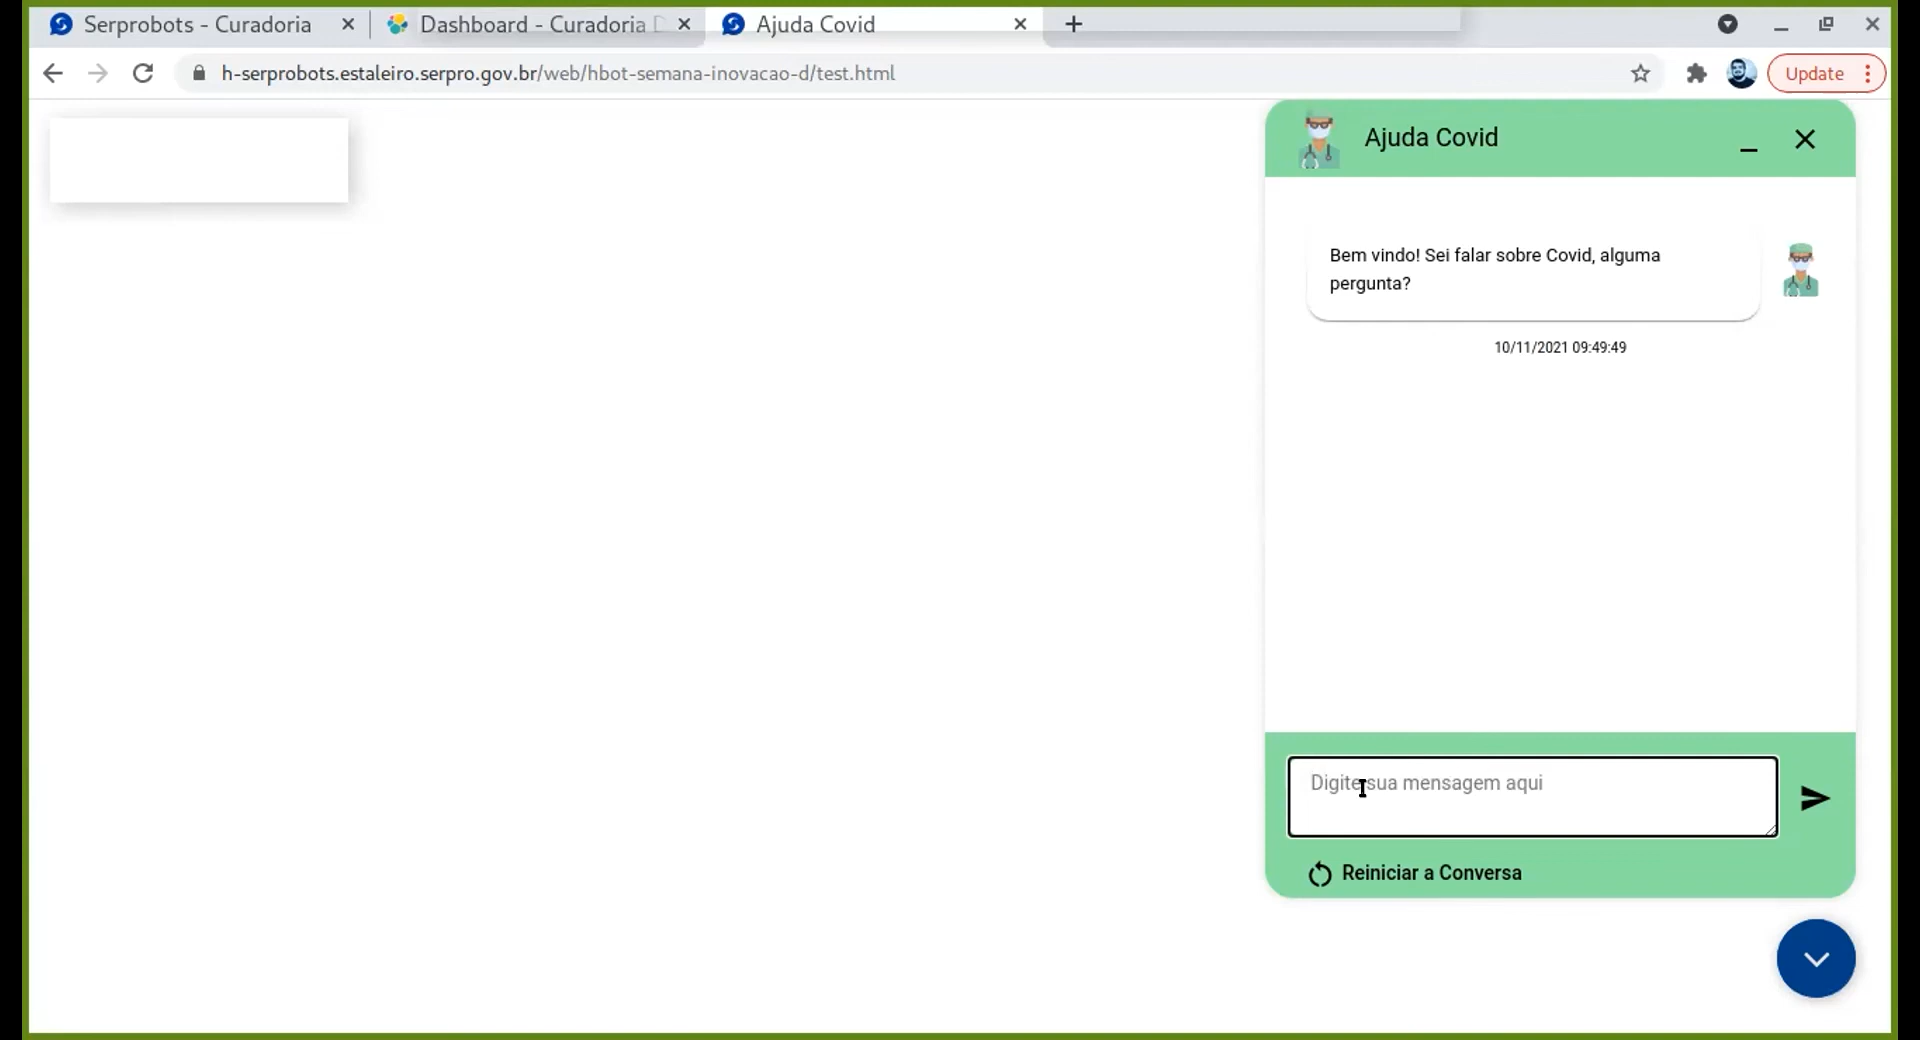 Serprobots - Curadoria
Dashboard - Curadoria D
Ajuda Covid
h-serprobots.estaleiro.serpro.gov.br/web/hbot-semana-inovacao-d/test.html
Update
Ajuda Covid
Bem vindo! Sei falar sobre Covid, alguma
pergunta?
10/11/2021 09:49:49
Digite sua mensagem aqui
Reiniciar a Conversa